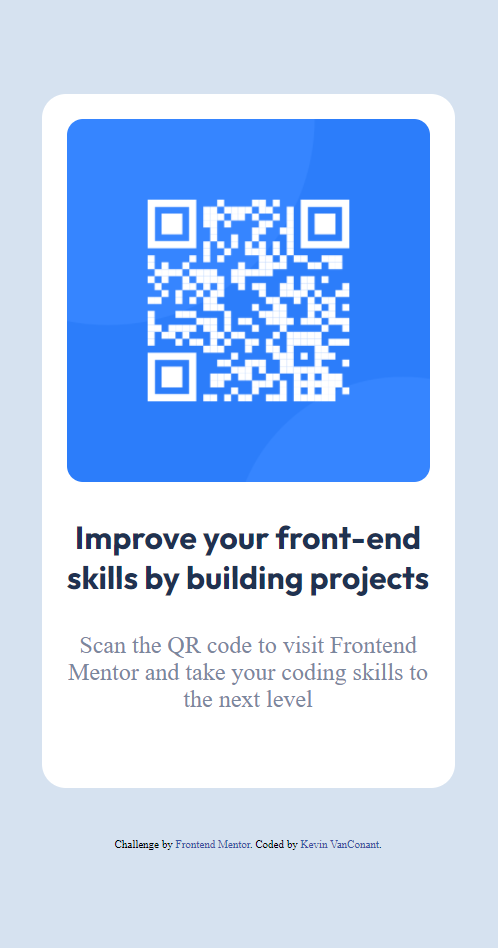 Improve your front-end
skills by building projects
Scan the QR code to visit Frontend
Mentor and take your coding skills to
the next level
Challenge by Frontend Mentor. Coded by Kevin VanConant.